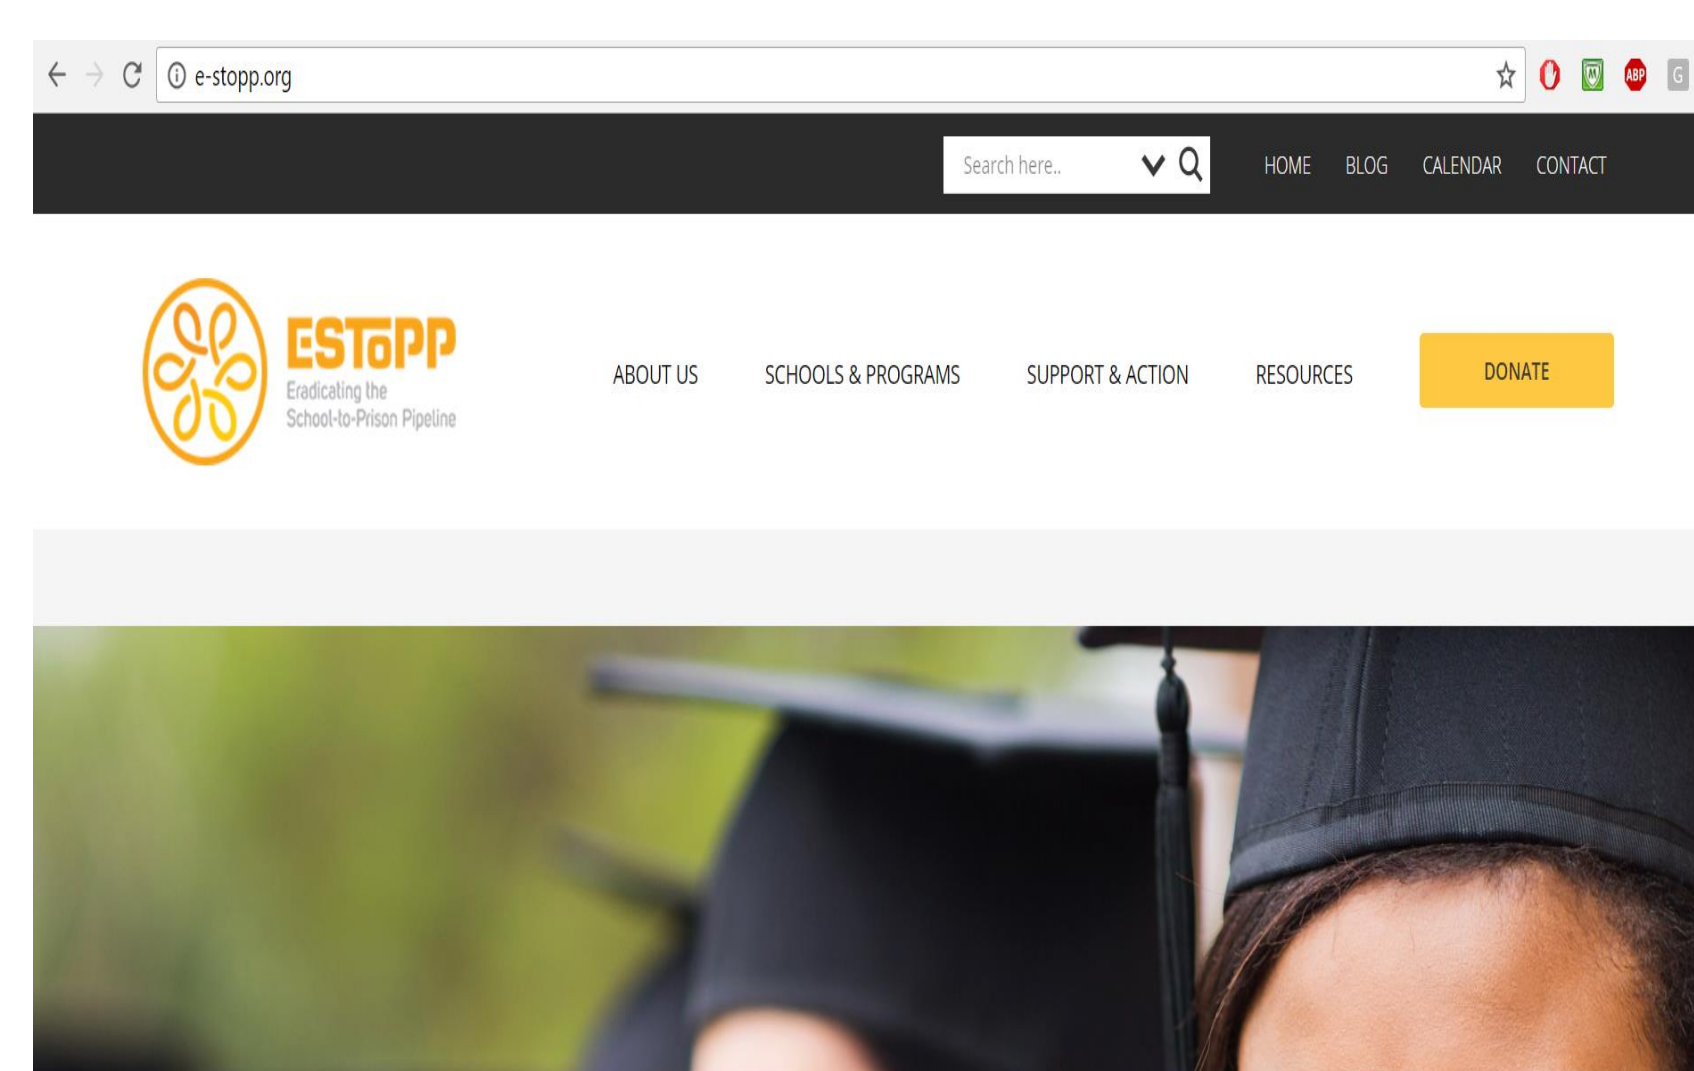 e-stopp.org
ABP
G
Search here..
HOME BLOG CALENDAR CONTACT
ESToPP
Eradicating the
School-to-Prison Pipeline
ABOUT US SCHOOLS & PROGRAMS SUPPORT & ACTION RESOURCES DONATE